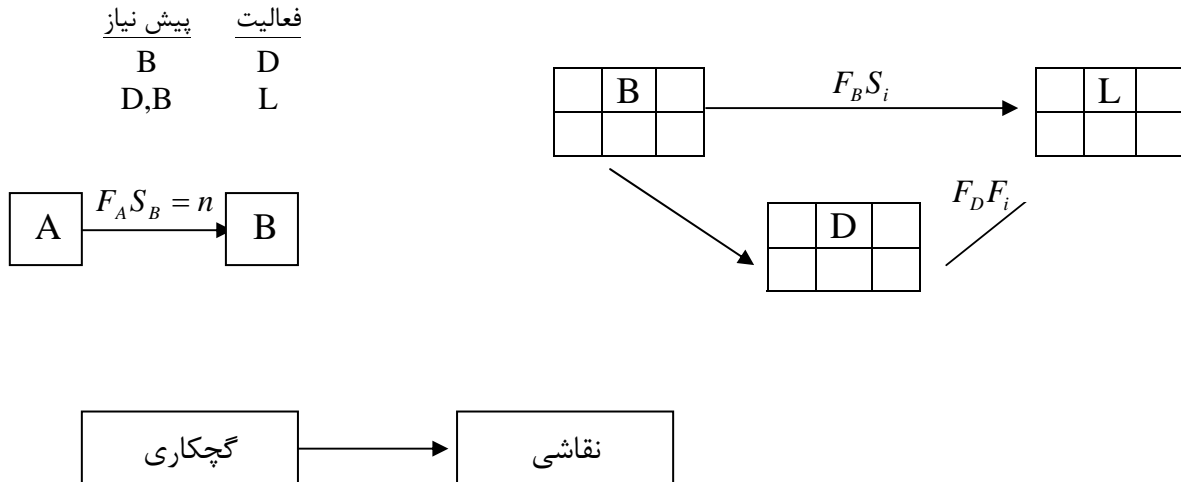 فعالیت پیش نیاز
D B
L D,B
B F_B S_i L
F_D F_i
D
A F_A S_B = n B
گچکاری نقاشی